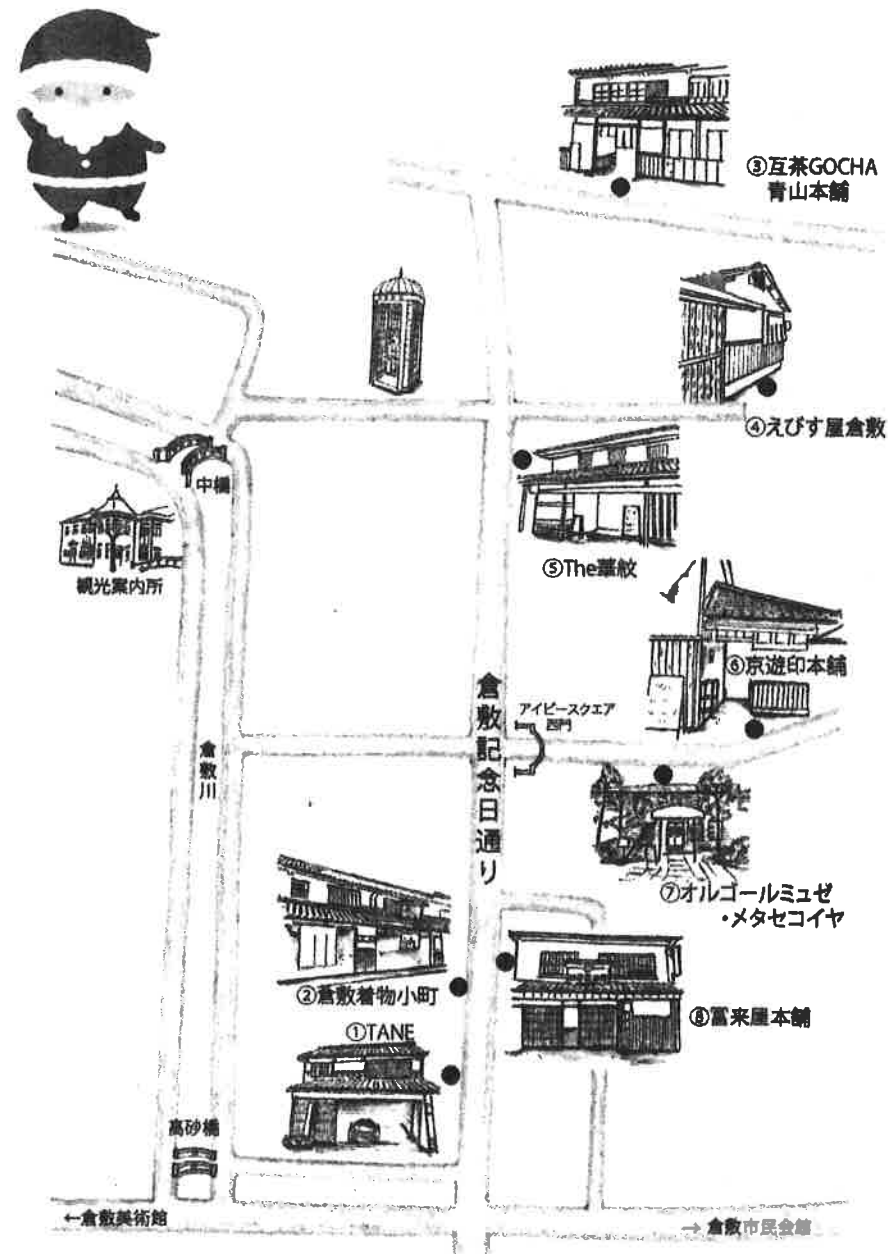 ③互茶GOCHA
青山本舗
④えびす屋倉敷
中橋
⑤The華紋
観光案内所
⑥京遊印本舗
アイビースクエア
西門
倉敷記念日通り
倉敷川
⑦オルゴールミュゼ
・メタセコイヤ
②倉敷着物小町
⑧冨来屋本舗
①TANE
高砂橋
←倉敷美術館
→ 倉敷市民会館